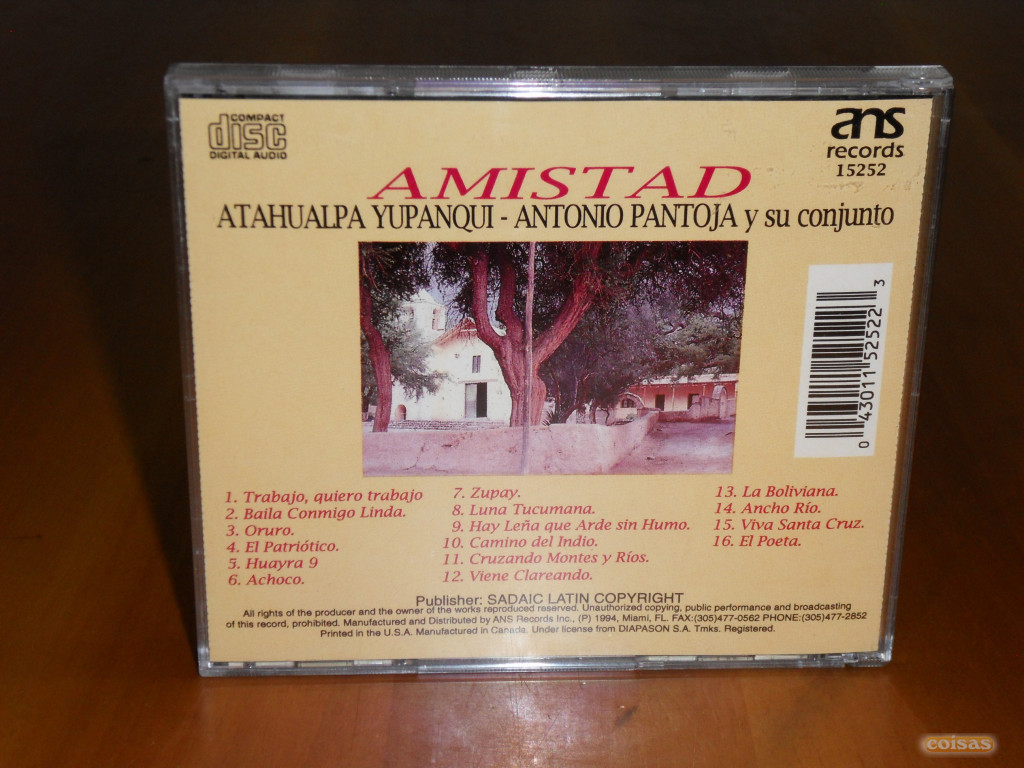 COMPACT
disc
DIGITAL AUDIO
ans
records
15252
AMISTAD
ATAHUALPA YUPANQUI - ANTONIO PANTOJA y su conjunto
0 43011 52522 3
1. Trabajo, quiero trabajo
2. Baila Conmigo Linda.
3. Oruro.
4. El Patriótico.
5. Huayra 9
6. Achoco.
7. Zupay.
8. Luna Tucumana.
9. Hay Leña que Arde sin Humo.
10. Camino del Indio.
11. Cruzando Montes y Ríos.
12. Viene Clareando.
13. La Boliviana.
14. Ancho Río.
15. Viva Santa Cruz.
16. El Poeta.
Publisher: SADAIC LATIN COPYRIGHT
All rights of the producer and the owner of the works reproduced reserved. Unauthorized copying, public performance and broadcasting
of this record, prohibited. Manufactured and Distributed by ANS Records Inc., (P) 1994, Miami, FL. FAX:(305)477-0562 PHONE:(305)477-2852
Printed in the U.S.A. Manufactured in Canada. Under license from DIAPASON S.A. Tmks. Registered.
coisas